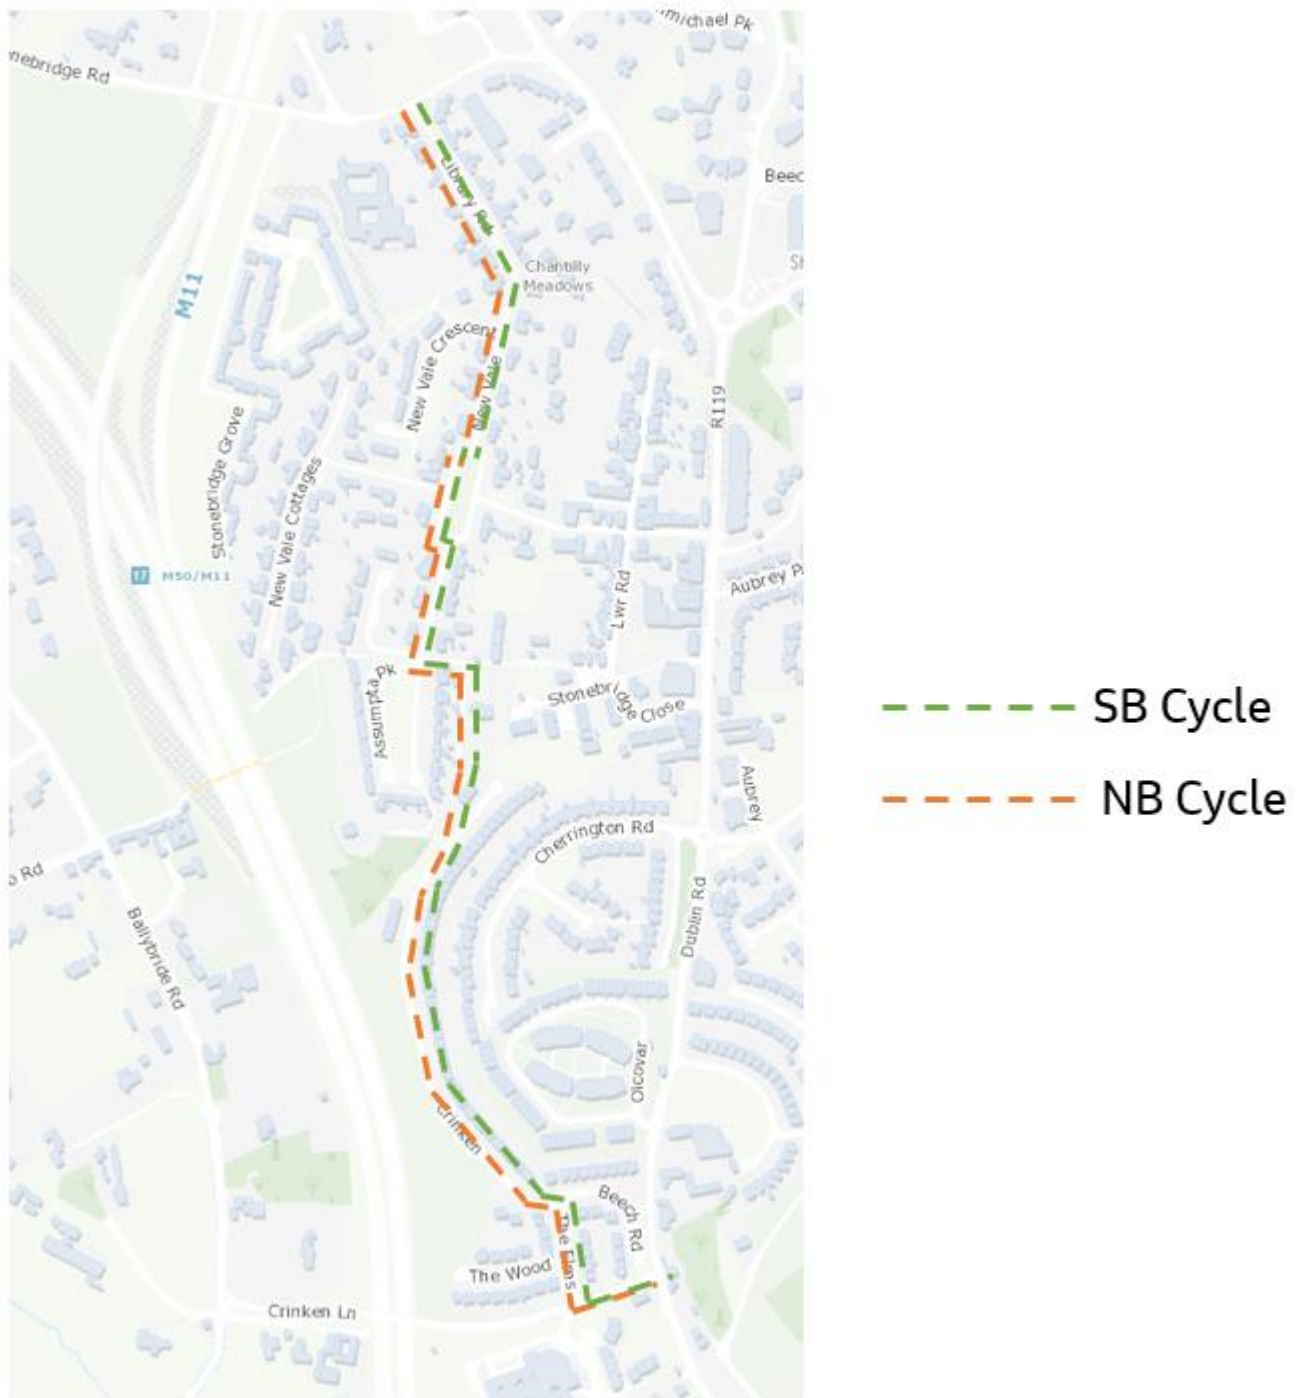 michael Pk
nebridge Rd
Library Rd
Beec
Chantilly
Meadows
M11
New Vale Crescent
New Vale
R119
Stonebridge Grove
New Vale Cottages
17 M50/M11
Lwr Rd
Aubrey P
Assumpta Pk
Stonebridge Close
SB Cycle
Aubrey
NB Cycle
Cherrington Rd
o Rd
Dublin Rd
Ballybride Rd
Olcovar
Crinken
Beech Rd
The Elms
The Wood
Crinken Ln